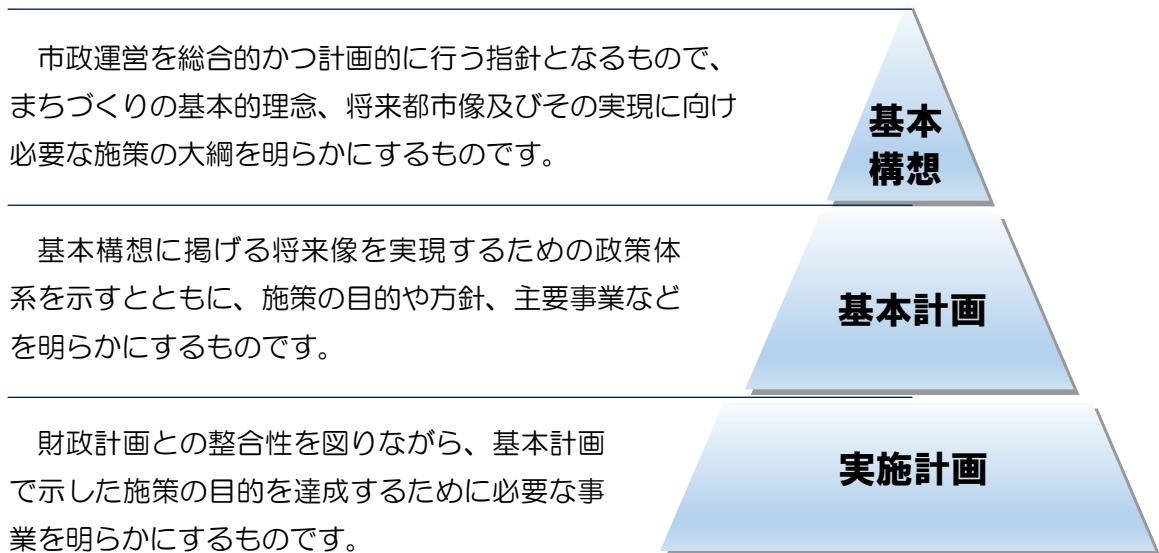 市政運営を総合的かつ計画的に行う指針となるもので、
まちづくりの基本的理念、将来都市像及びその実現に向け
必要な施策の大綱を明らかにするものです。
基本
構想
基本構想に掲げる将来像を実現するための政策体
系を示すとともに、施策の目的や方針、主要事業など
を明らかにするものです。
基本計画
財政計画との整合性を図りながら、基本計画
で示した施策の目的を達成するために必要な事
業を明らかにするものです。
実施計画